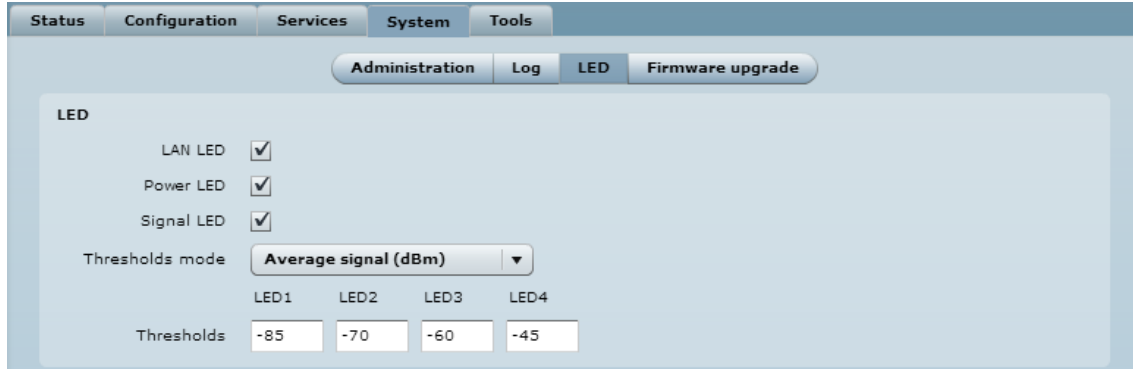 Status Configuration Services System Tools
Administration Log LED Firmware upgrade
LED
LAN LED
Power LED
Signal LED
Thresholds mode Average signal (dBm)
LED1 LED2 LED3 LED4
Thresholds -85 -70 -60 -45